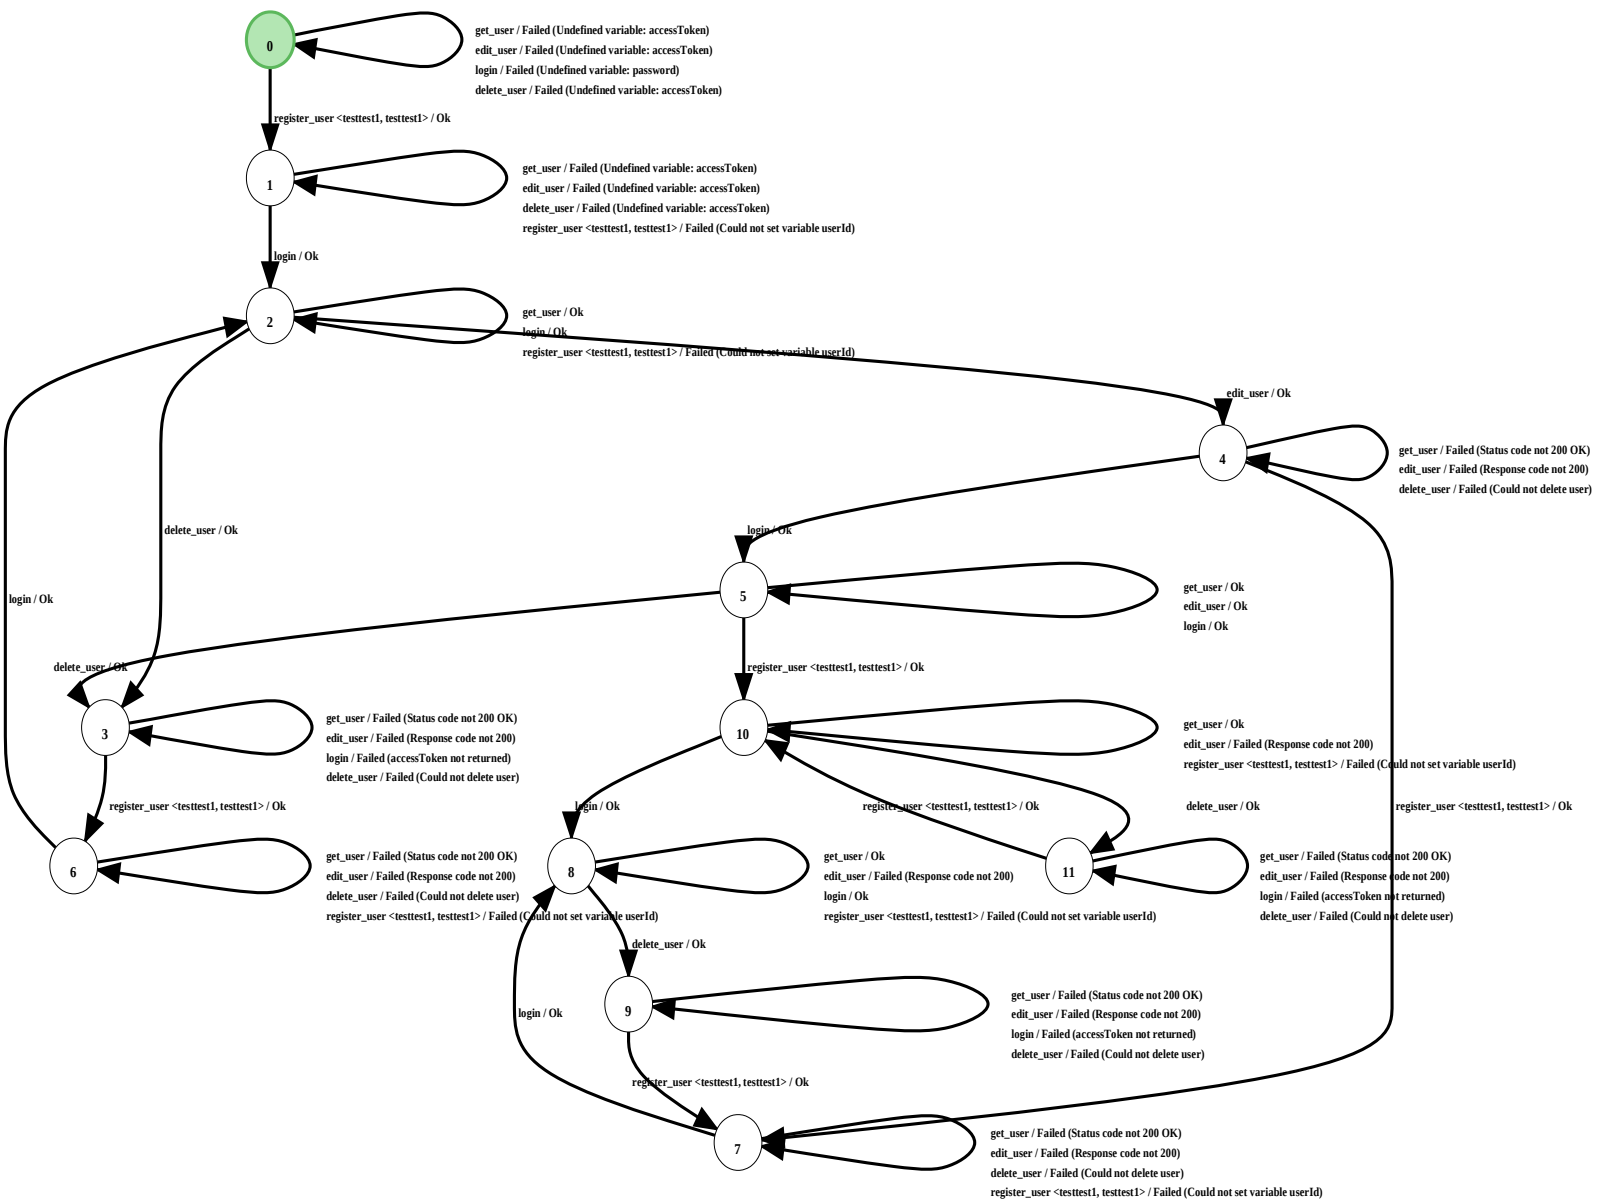 0
get_user / Failed (Undefined variable: accessToken)
edit_user / Failed (Undefined variable: accessToken)
login / Failed (Undefined variable: password)
delete_user / Failed (Undefined variable: accessToken)
register_user <testtest1, testtest1> / Ok
1
get_user / Failed (Undefined variable: accessToken)
edit_user / Failed (Undefined variable: accessToken)
delete_user / Failed (Undefined variable: accessToken)
register_user <testtest1, testtest1> / Failed (Could not set variable userId)
login / Ok
2
get_user / Ok
login / Ok
register_user <testtest1, testtest1> / Failed (Could not set variable userId)
edit_user / Ok
4
get_user / Failed (Status code not 200 OK)
edit_user / Failed (Response code not 200)
delete_user / Failed (Could not delete user)
delete_user / Ok
login / Ok
5
get_user / Ok
edit_user / Ok
login / Ok
login / Ok
delete_user / Ok
register_user <testtest1, testtest1> / Ok
3
get_user / Failed (Status code not 200 OK)
edit_user / Failed (Response code not 200)
login / Failed (accessToken not returned)
delete_user / Failed (Could not delete user)
10
get_user / Ok
edit_user / Failed (Response code not 200)
register_user <testtest1, testtest1> / Failed (Could not set variable userId)
register_user <testtest1, testtest1> / Ok
login / Ok
register_user <testtest1, testtest1> / Ok
delete_user / Ok
register_user <testtest1, testtest1> / Ok
6
get_user / Failed (Status code not 200 OK)
edit_user / Failed (Response code not 200)
delete_user / Failed (Could not delete user)
register_user <testtest1, testtest1> / Failed (Could not set variable userId)
8
get_user / Ok
edit_user / Failed (Response code not 200)
login / Ok
register_user <testtest1, testtest1> / Failed (Could not set variable userId)
11
get_user / Failed (Status code not 200 OK)
edit_user / Failed (Response code not 200)
login / Failed (accessToken not returned)
delete_user / Failed (Could not delete user)
delete_user / Ok
9
get_user / Failed (Status code not 200 OK)
edit_user / Failed (Response code not 200)
login / Failed (accessToken not returned)
delete_user / Failed (Could not delete user)
login / Ok
register_user <testtest1, testtest1> / Ok
7
get_user / Failed (Status code not 200 OK)
edit_user / Failed (Response code not 200)
delete_user / Failed (Could not delete user)
register_user <testtest1, testtest1> / Failed (Could not set variable userId)